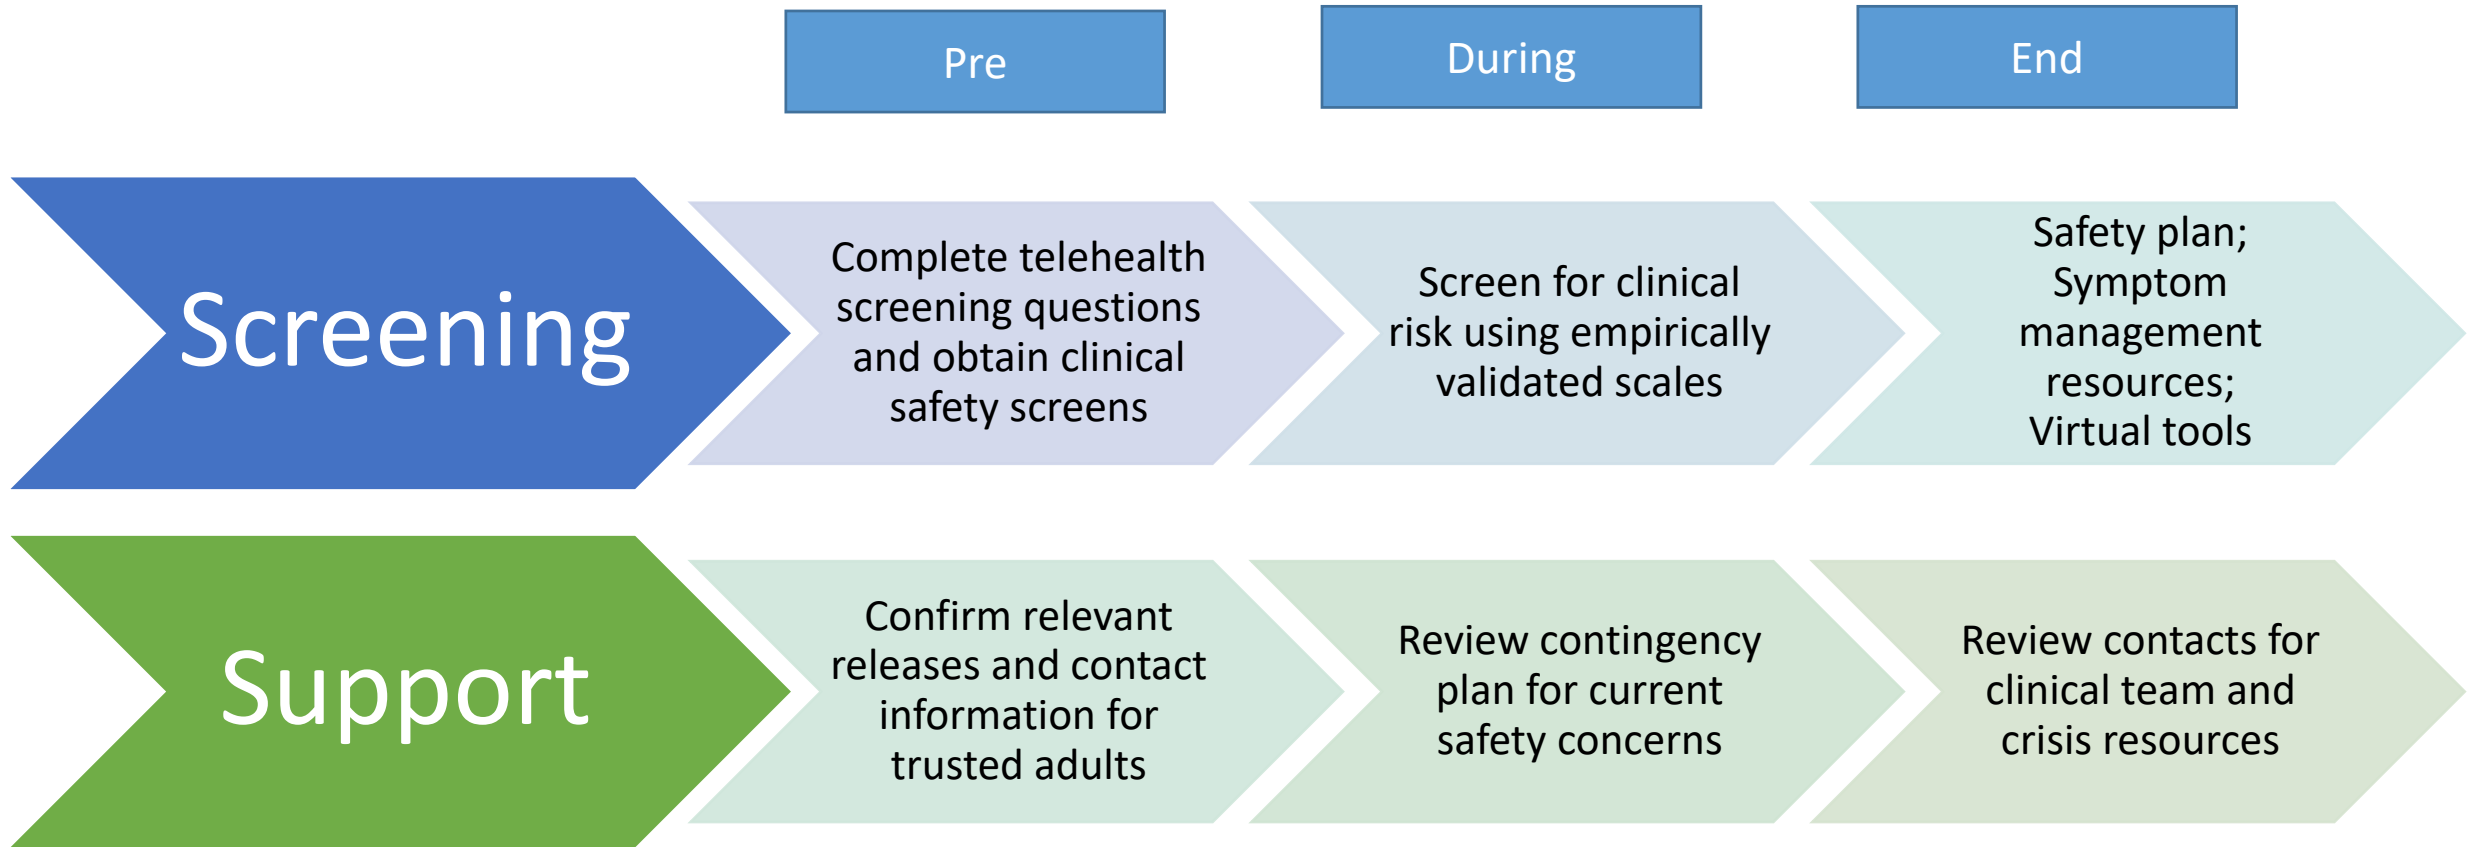 Pre
During
End
Screening
Complete telehealth
screening questions
and obtain clinical
safety screens
Screen for clinical
risk using empirically
validated scales
Safety plan;
Symptom
management
resources;
Virtual tools
Support
Confirm relevant
releases and contact
information for
trusted adults
Review contingency
plan for current
safety concerns
Review contacts for
clinical team and
crisis resources